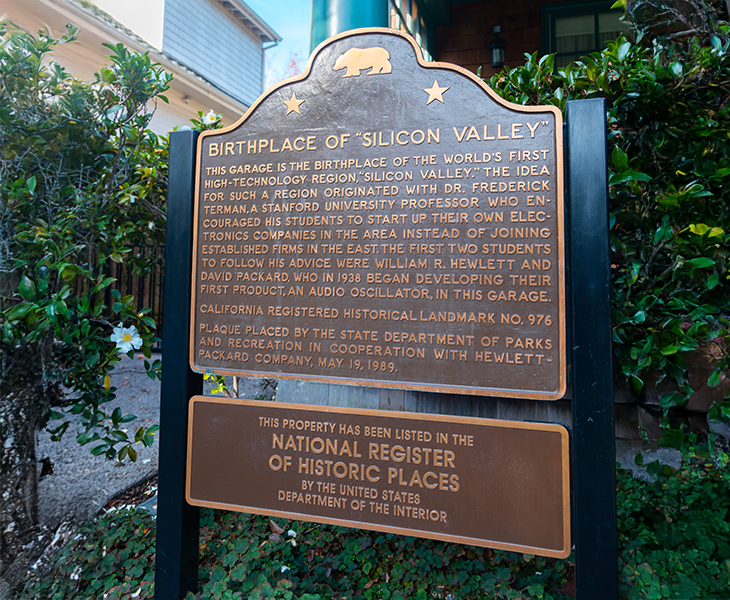 BIRTHPLACE OF "SILICON VALLEY"
THIS GARAGE IS THE BIRTHPLACE OF THE WORLD'S FIRST
HIGH-TECHNOLOGY REGION, "SILICON VALLEY." THE IDEA
FOR SUCH A REGION ORIGINATED WITH DR. FREDERICK
TERMAN, A STANFORD UNIVERSITY PROFESSOR WHO EN-
COURAGED HIS STUDENTS TO START UP THEIR OWN ELEC-
TRONICS COMPANIES IN THE AREA INSTEAD OF JOINING
ESTABLISHED FIRMS IN THE EAST. THE FIRST TWO STUDENTS
TO FOLLOW HIS ADVICE WERE WILLIAM R. HEWLETT AND
DAVID PACKARD, WHO IN 1938 BEGAN DEVELOPING THEIR
FIRST PRODUCT, AN AUDIO OSCILLATOR, IN THIS GARAGE.
CALIFORNIA REGISTERED HISTORICAL LANDMARK NO. 976
PLAQUE PLACED BY THE STATE DEPARTMENT OF PARKS
AND RECREATION IN COOPERATION WITH HEWLETT-
PACKARD COMPANY, MAY 19, 1989.
THIS PROPERTY HAS BEEN LISTED IN THE
NATIONAL REGISTER
OF HISTORIC PLACES
BY THE UNITED STATES
DEPARTMENT OF THE INTERIOR